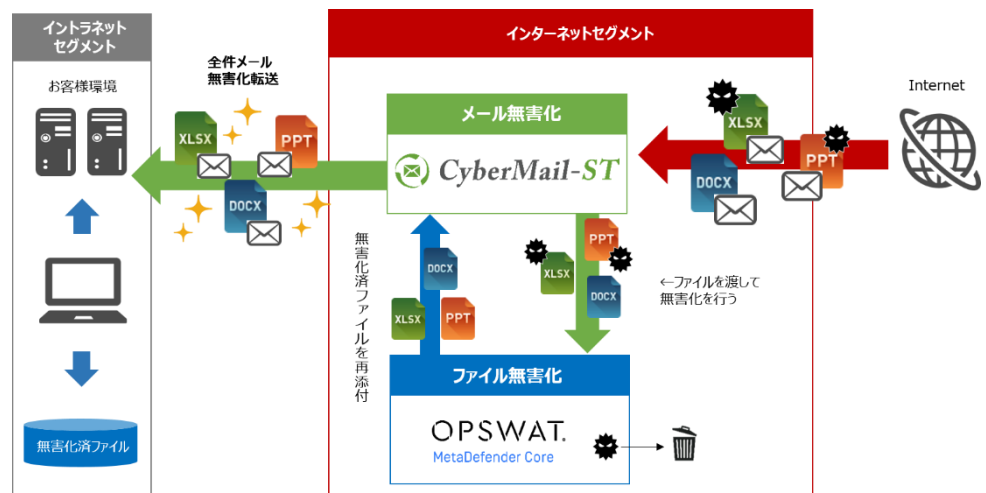 イントラネット
セグメント
お客様環境
無害化済ファイル
全件メール
無害化転送
XLSX
PPT
DOCX
インターネットセグメント
メール無害化
CyberMail-ST
XLSX
PPT
DOCX
Internet
無害化済ファイルを再添付
DOCX
XLSX
PPT
PPT
XLSX
DOCX
←ファイルを渡して
無害化を行う
ファイル無害化
OPSWAT.
MetaDefender Core